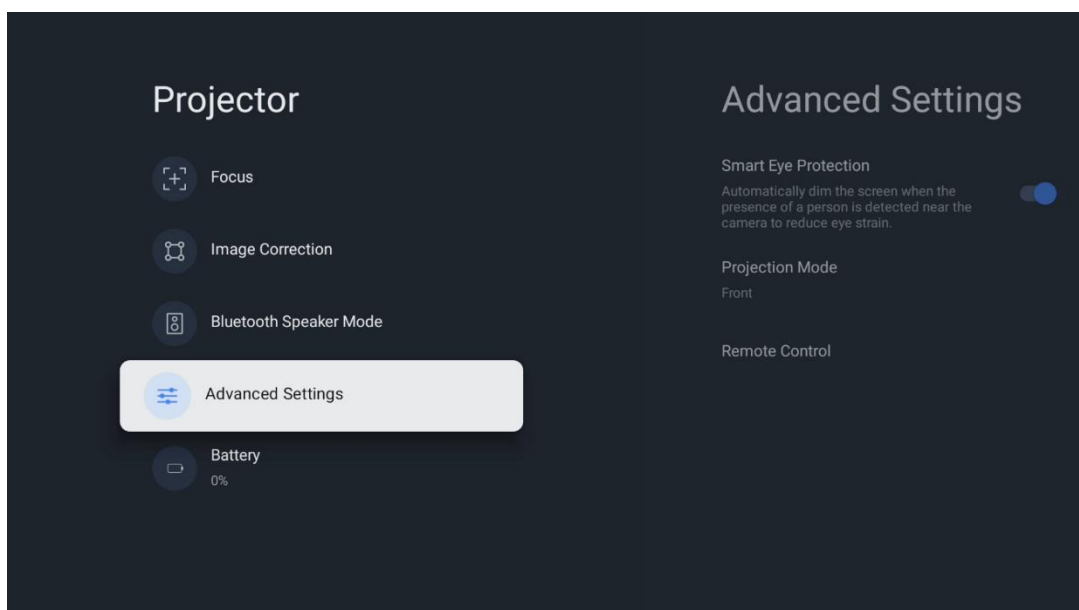 Projector
Focus
Image Correction
Bluetooth Speaker Mode
Advanced Settings
Battery
0%
Advanced Settings
Smart Eye Protection
Automatically dim the screen when the
presence of a person is detected near the
camera to reduce eye strain.
Projection Mode
Front
Remote Control